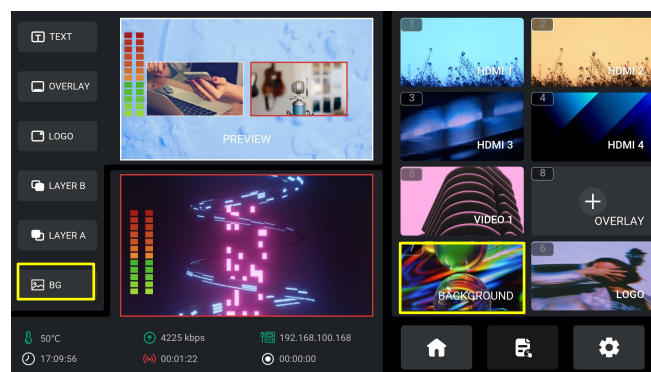 TEXT
OVERLAY
LOGO
LAYER B
LAYER A
BG
PREVIEW
1
HDMI 1
2
HDMI 2
3
HDMI 3
4
HDMI 4
5
VIDEO 1
8
OVERLAY
BACKGROUND
6
LOGO
50°C
4225 kbps
192.168.100.168
17:09:56
00:01:22
00:00:00